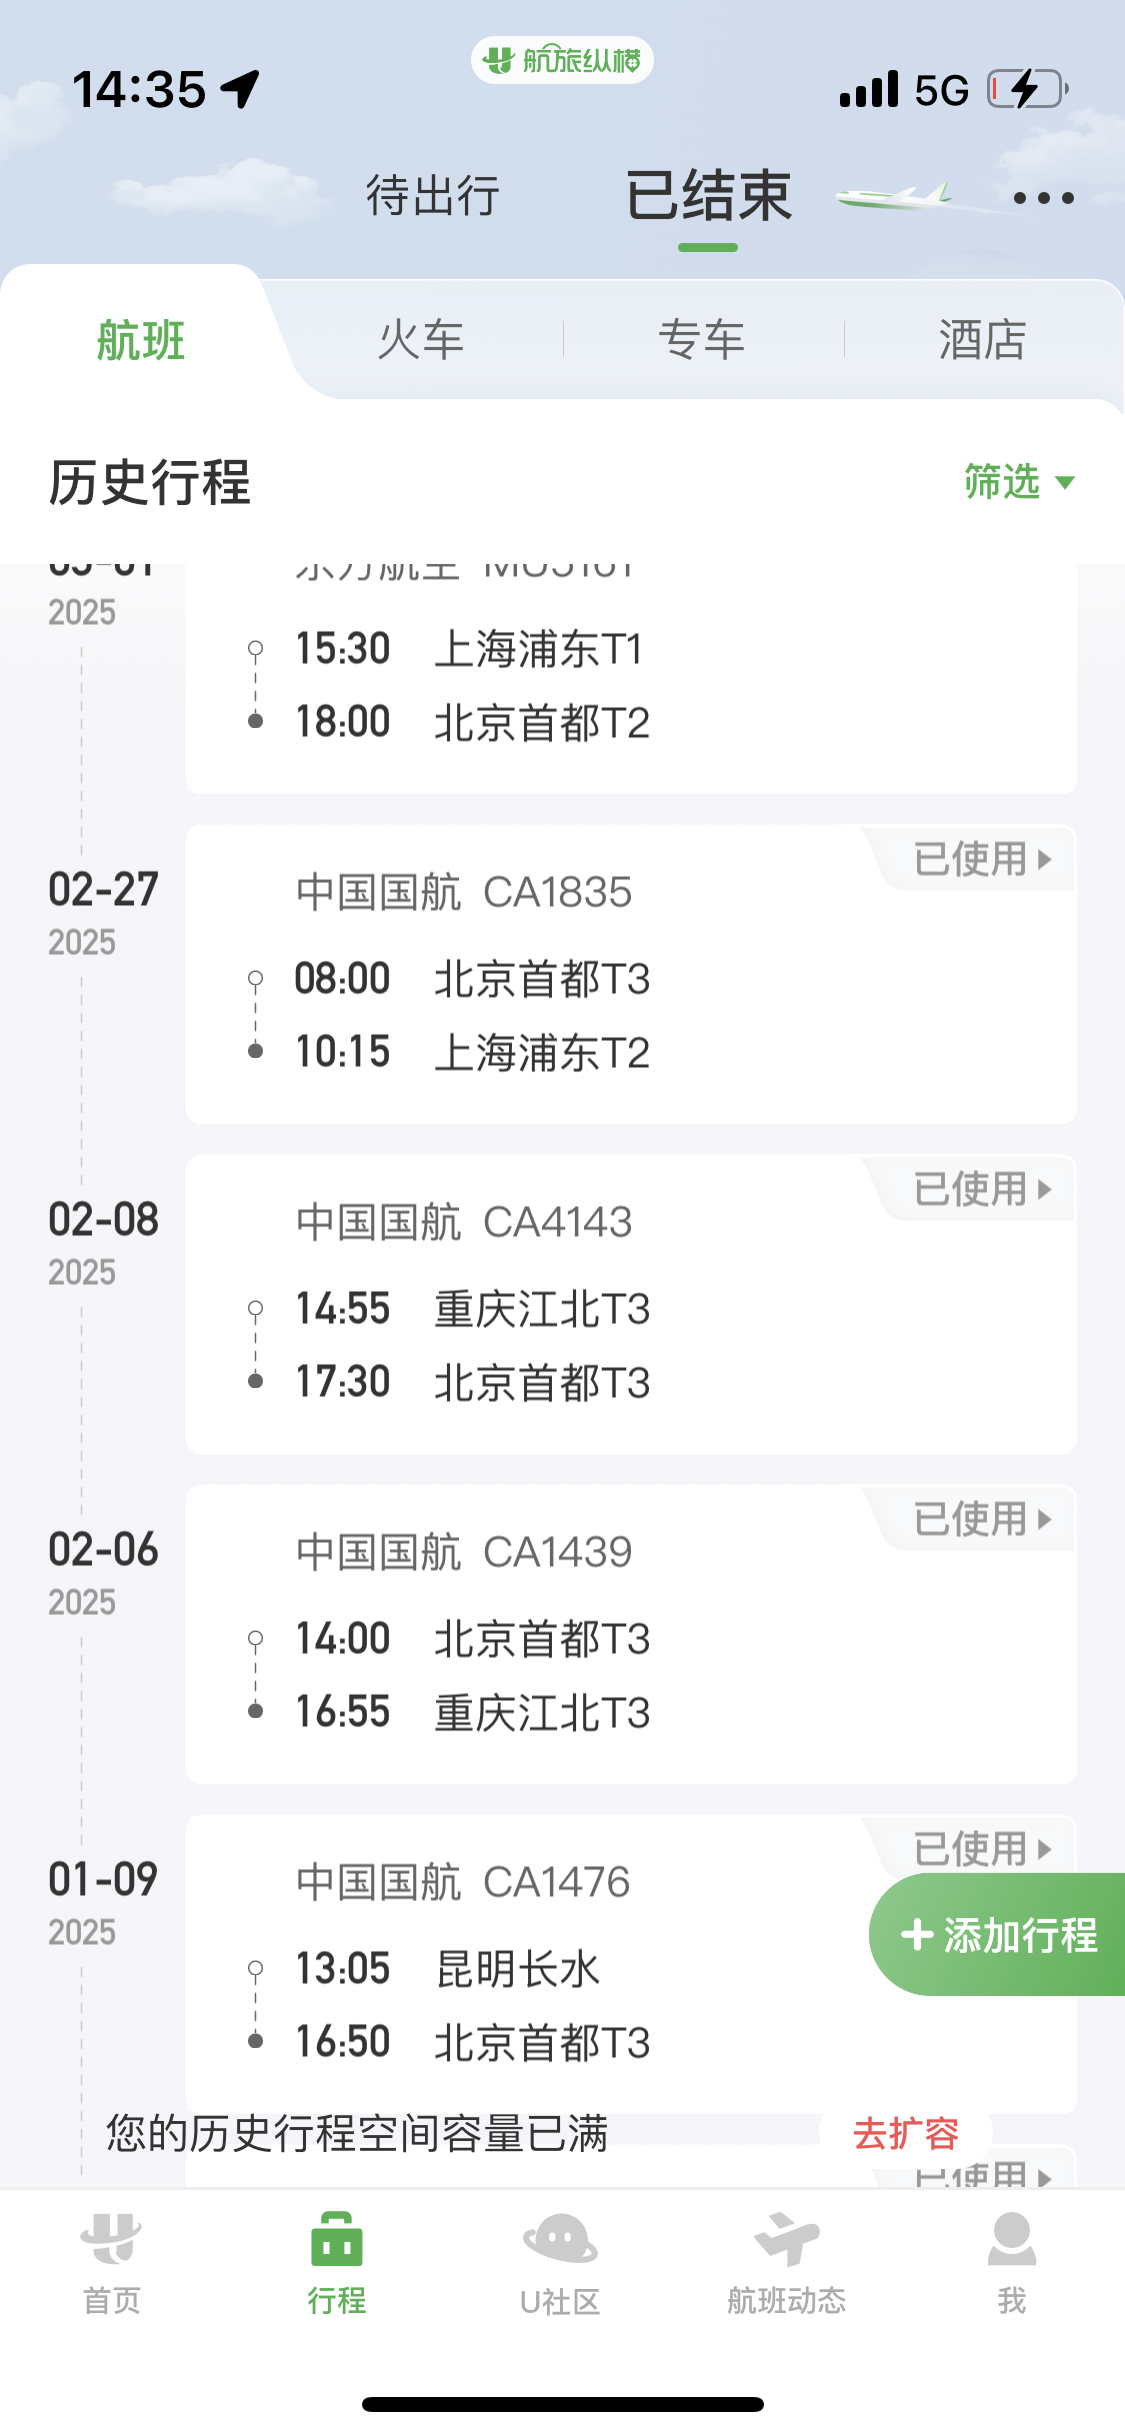 航旅纵横
14:35
5G
待出行
已结束
航班
火车
专车
酒店
历史行程
筛选
2025
15:30 上海浦东T1
18:00 北京首都T2
已使用
02-27
中国国航 CA1835
2025
08:00 北京首都T3
10:15 上海浦东T2
已使用
02-08
中国国航 CA4143
2025
14:55 重庆江北T3
17:30 北京首都T3
已使用
02-06
中国国航 CA1439
2025
14:00 北京首都T3
16:55 重庆江北T3
已使用
01-09
中国国航 CA1476
2025
添加行程
13:05 昆明长水
16:50 北京首都T3
您的历史行程空间容量已满
去扩容
已使用
首页
行程
U社区
航班动态
我